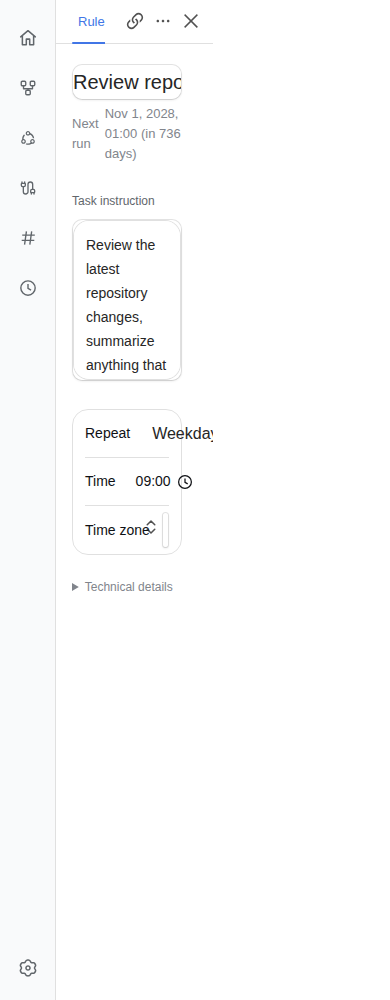 Rule
Review repo
Next run
Nov 1, 2028, 01:00 (in 736 days)
Task instruction
Review the
latest
repository
changes,
summarize
anything that
Repeat
Weekday
Time
09:00
Time zone
Technical details